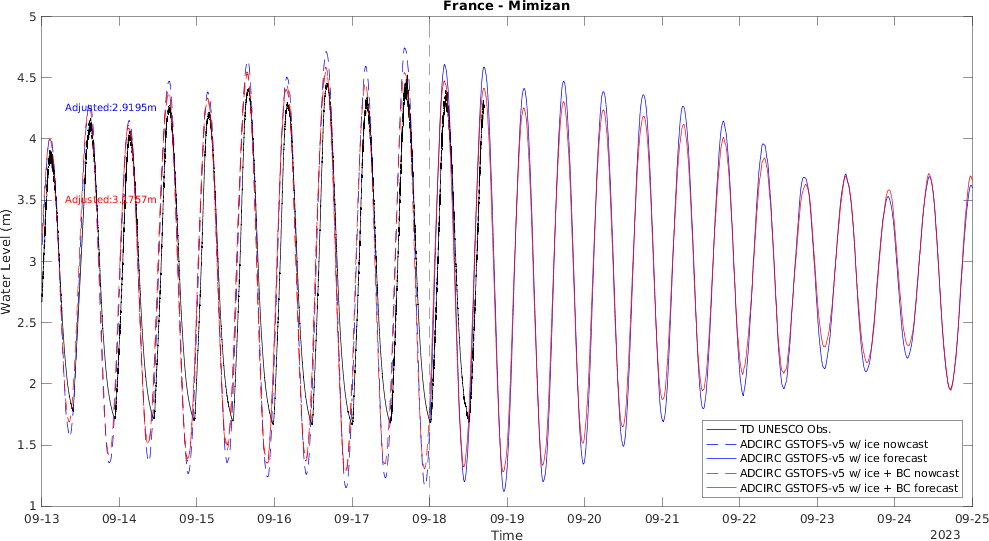 France - Mimizan
Water Level (m)
5
4.5
4
3.5
3
2.5
2
1.5
1
Adjusted:2.9195m
Adjusted:3.1757m
TD UNESCO Obs.
ADCIRC GSTOFS-v5 w/ ice nowcast
ADCIRC GSTOFS-v5 w/ ice forecast
ADCIRC GSTOFS-v5 w/ ice + BC nowcast
ADCIRC GSTOFS-v5 w/ ice + BC forecast
09-13 09-14 09-15 09-16 09-17 09-18 09-19 09-20 09-21 09-22 09-23 09-24 09-25
Time
2023